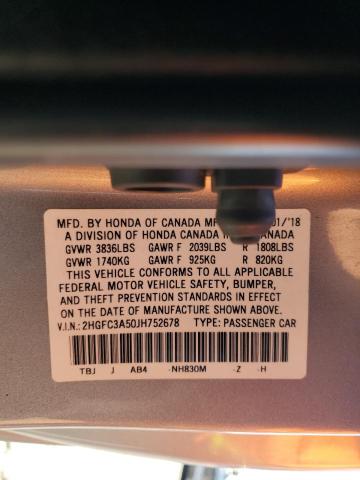 MFD. BY HONDA OF CANADA MF 01/'18
A DIVISION OF HONDA CANADA IN CANADA
GVWR 3836LBS GAWR F 2039LBS R 1808LBS
GVWR 1740KG GAWR F 925KG R 820KG
THIS VEHICLE CONFORMS TO ALL APPLICABLE
FEDERAL MOTOR VEHICLE SAFETY, BUMPER,
AND THEFT PREVENTION STANDARDS IN EFFECT
ON THE DATE OF MANUFACTURE SHOWN ABOVE.
V.I.N.: 2HGFC3A50JH752678 TYPE: PASSENGER CAR
TBJ J AB4 -NH830M -Z -H